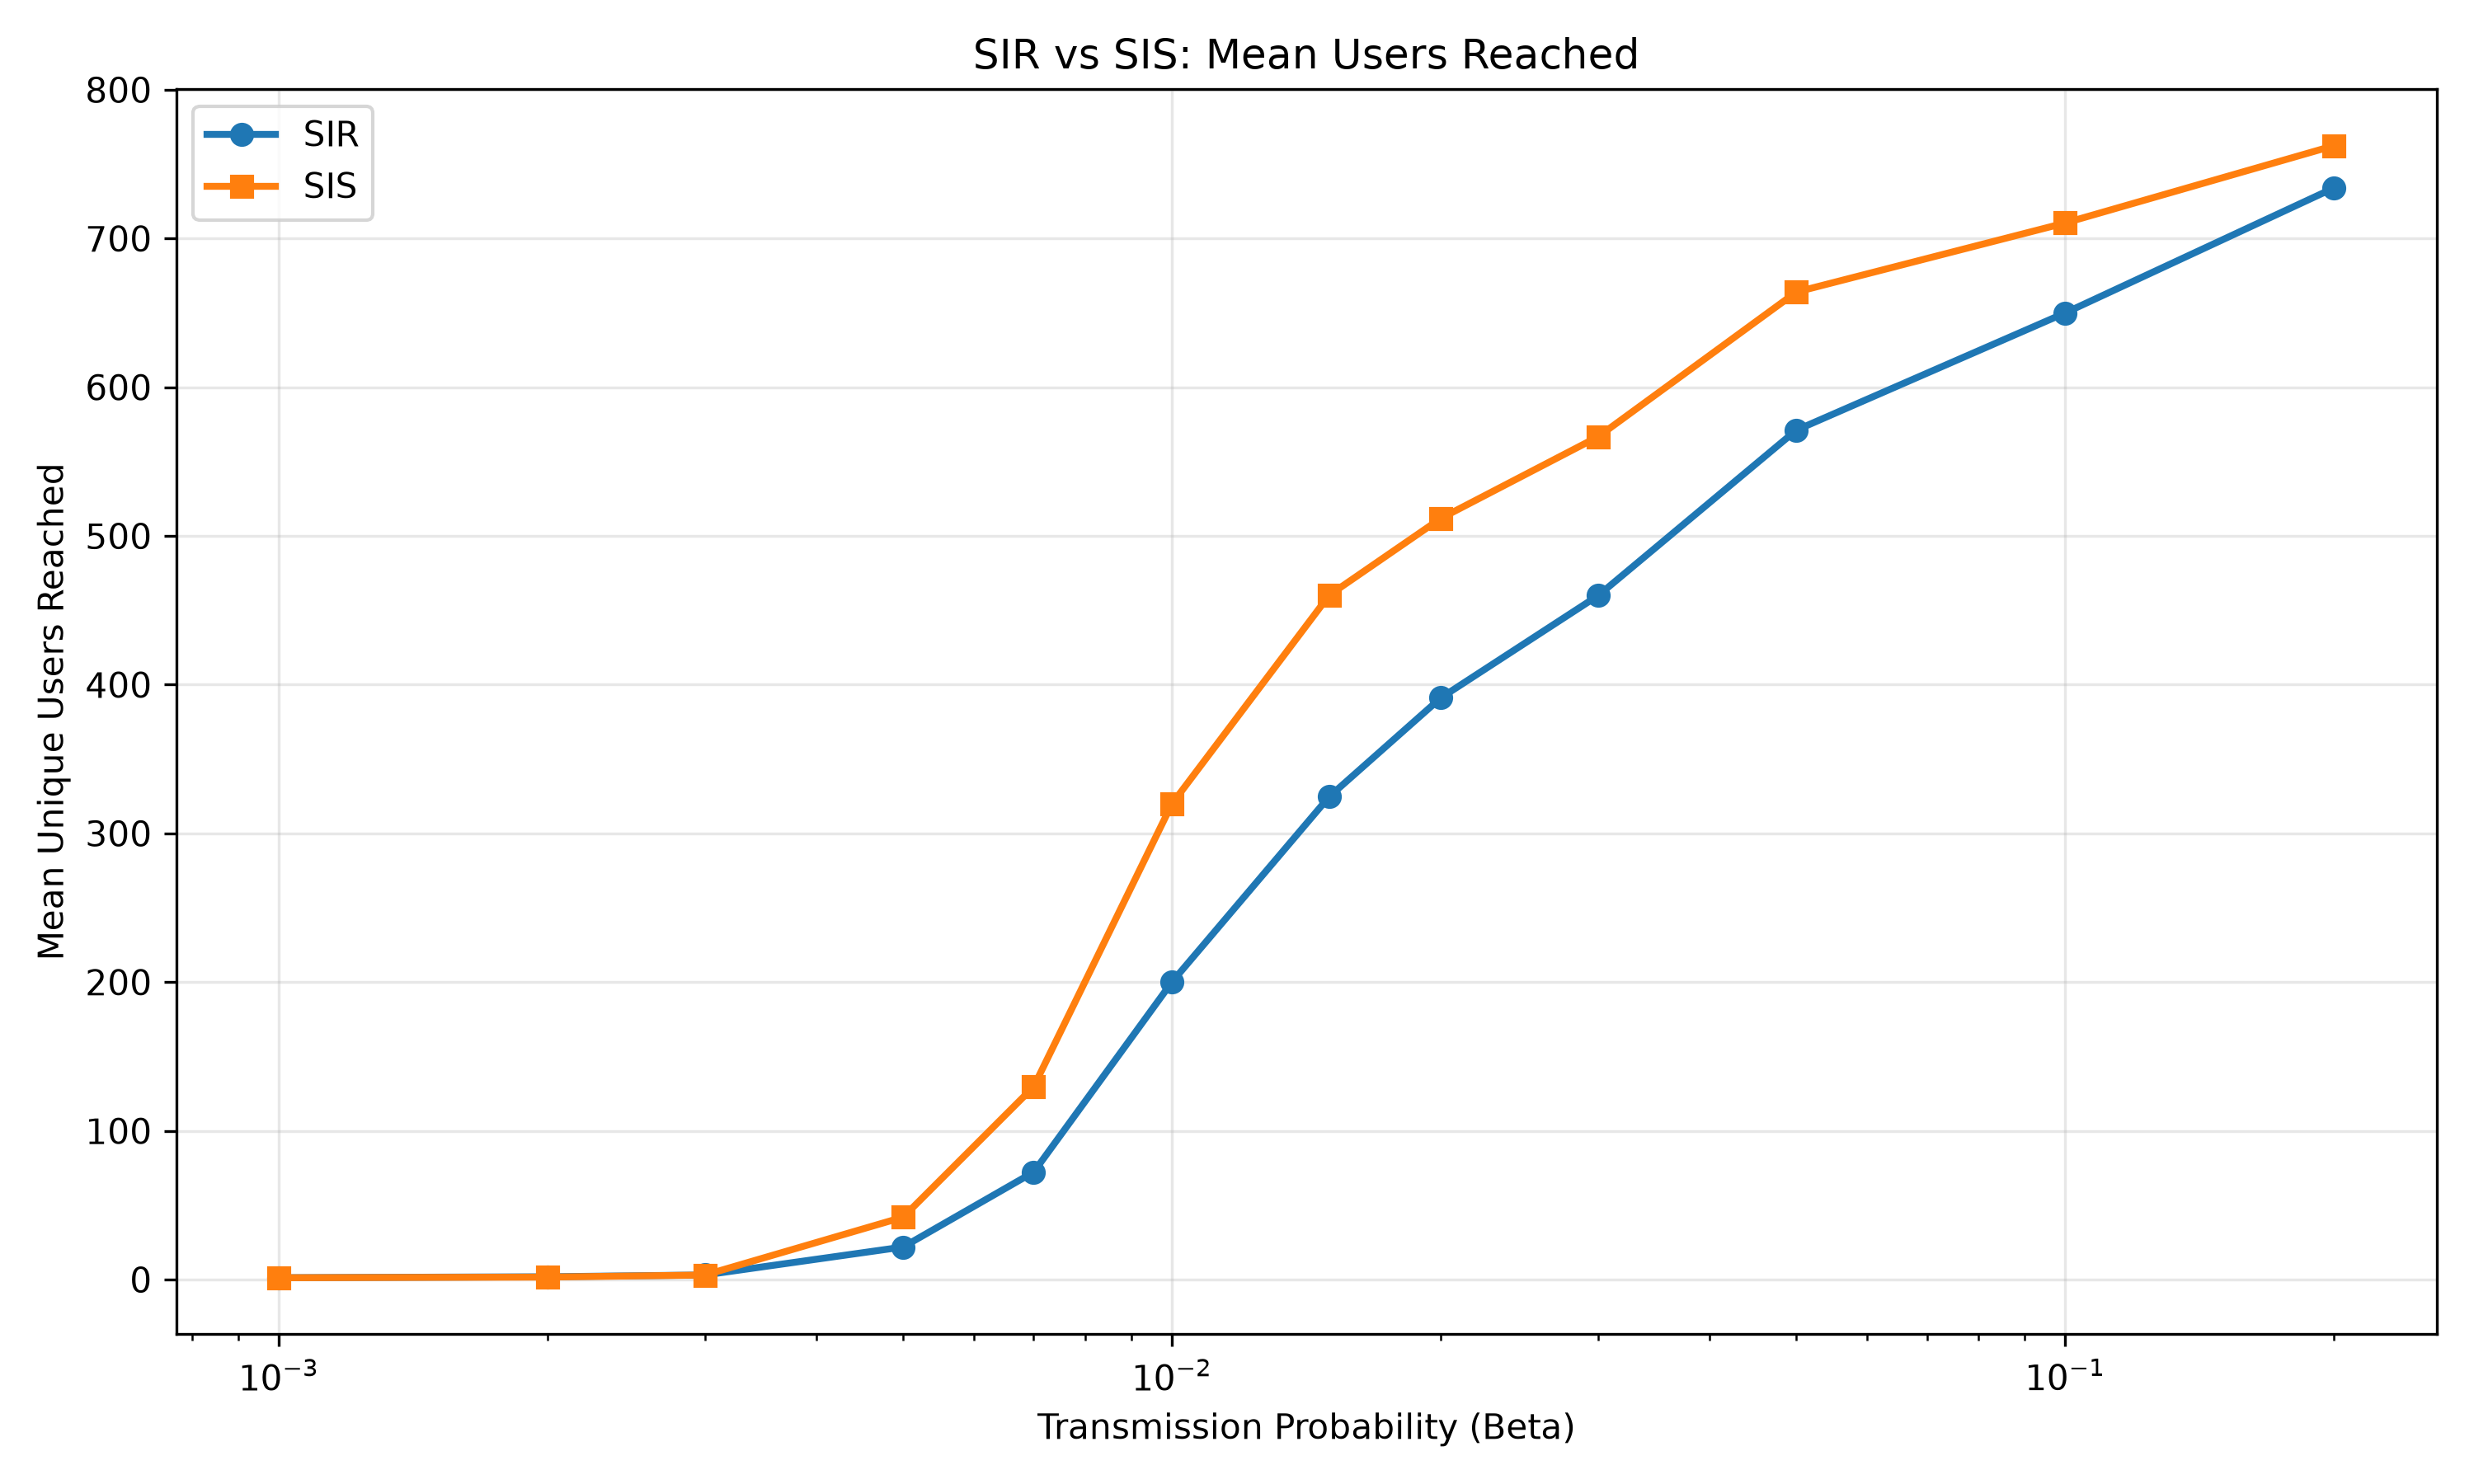 SIR vs SIS: Mean Users Reached
SIR
SIS
800
700
600
500
400
300
200
100
0
Mean Unique Users Reached
10⁻³
10⁻²
10⁻¹
Transmission Probability (Beta)